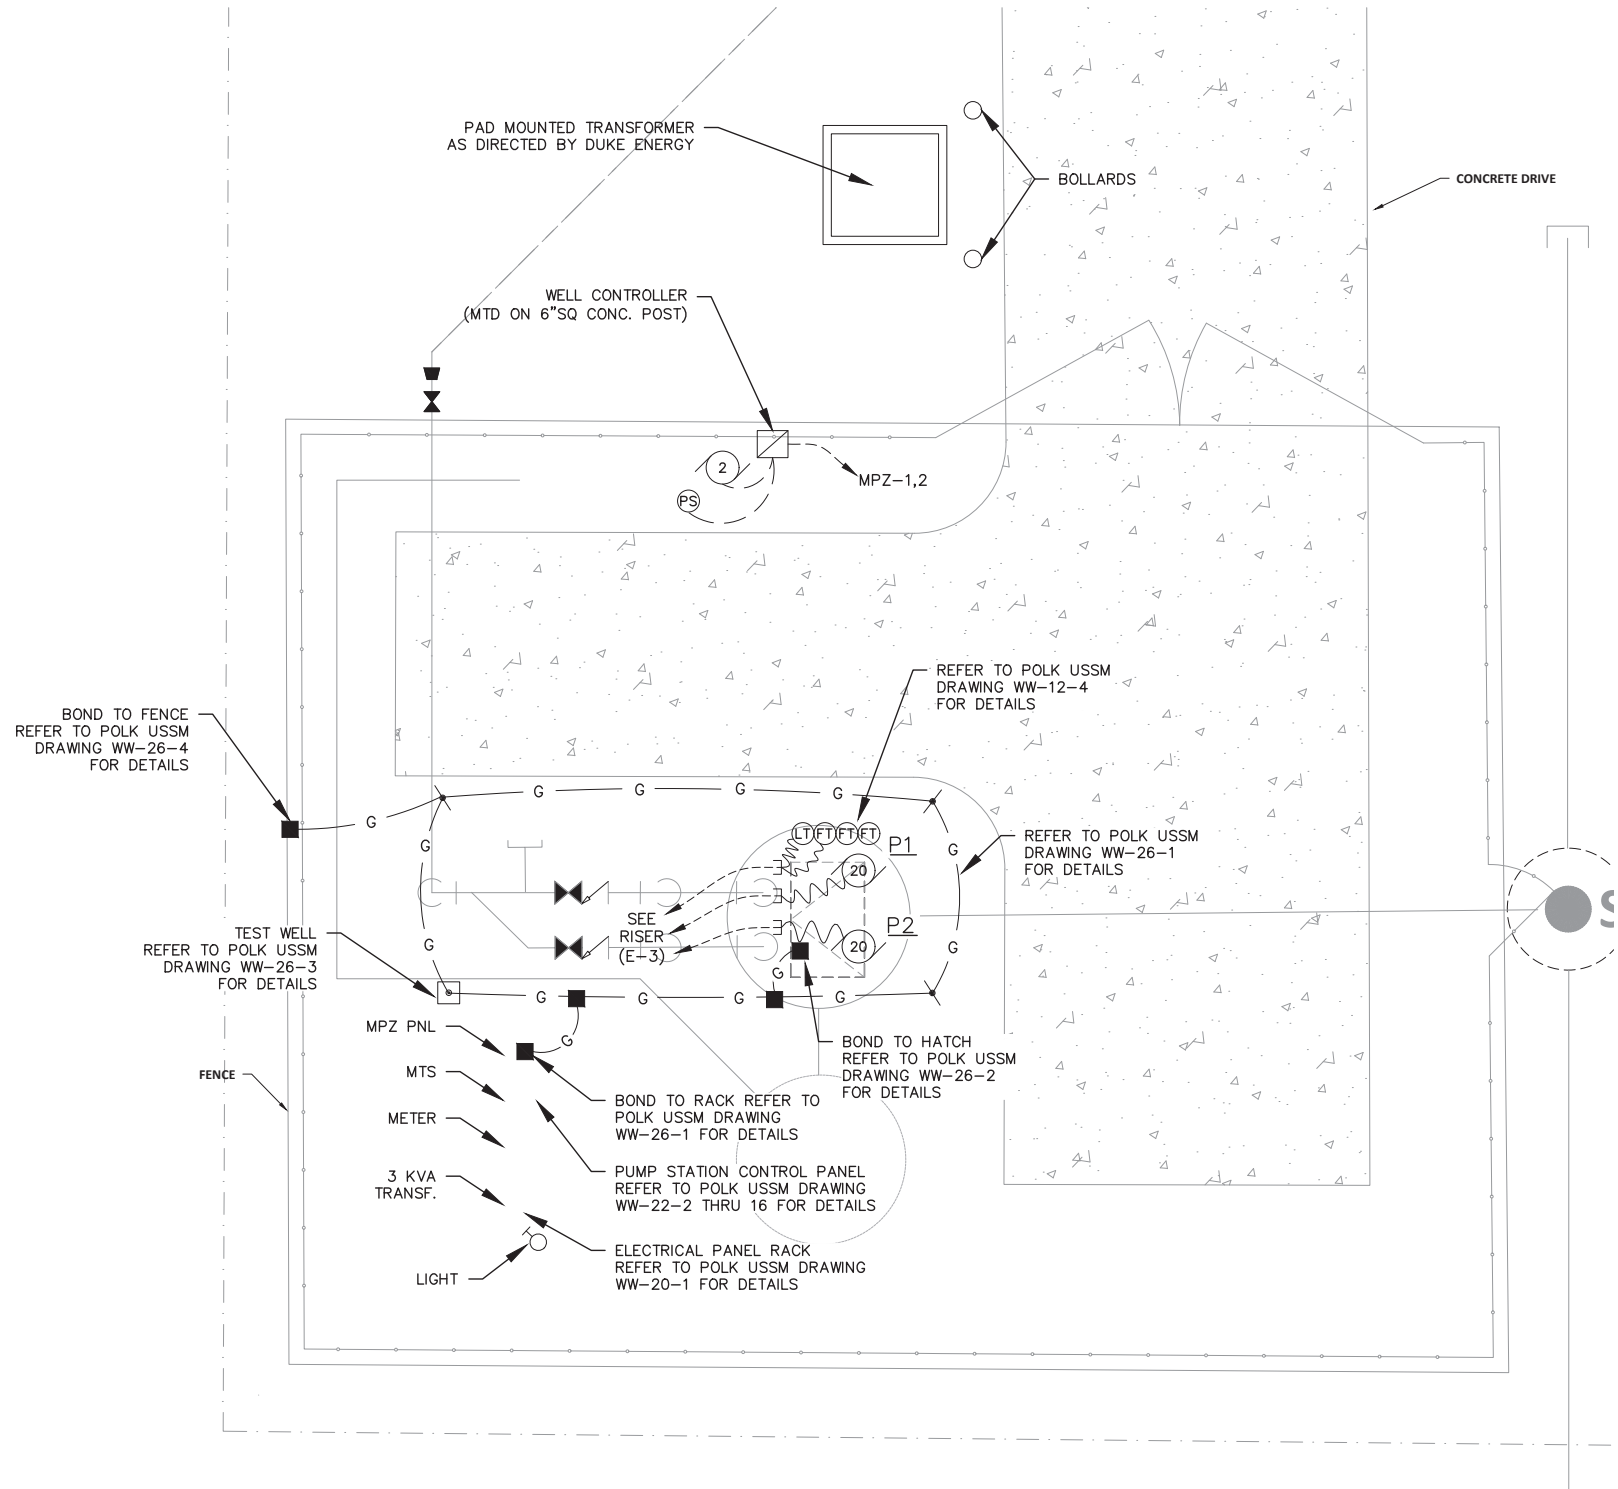 PAD MOUNTED TRANSFORMER
AS DIRECTED BY DUKE ENERGY
BOLLARDS
CONCRETE DRIVE
WELL CONTROLLER
(MTD ON 6"SQ CONC. POST)
2
PS
MPZ-1,2
REFER TO POLK USSM
DRAWING WW-12-4
FOR DETAILS
BOND TO FENCE
REFER TO POLK USSM
DRAWING WW-26-4
FOR DETAILS
G
G
G
G
G
LT
FT
FT
FT
P1
REFER TO POLK USSM
DRAWING WW-26-1
FOR DETAILS
G
G
20
SEE
RISER
(E-3)
P2
20
S
TEST WELL
REFER TO POLK USSM
DRAWING WW-26-3
FOR DETAILS
G
G
G
G
G
G
G
MPZ PNL
G
BOND TO HATCH
REFER TO POLK USSM
DRAWING WW-26-2
FOR DETAILS
FENCE
MTS
BOND TO RACK REFER TO
POLK USSM DRAWING
WW-26-1 FOR DETAILS
METER
3 KVA
TRANSF.
PUMP STATION CONTROL PANEL
REFER TO POLK USSM DRAWING
WW-22-2 THRU 16 FOR DETAILS
ELECTRICAL PANEL RACK
REFER TO POLK USSM DRAWING
WW-20-1 FOR DETAILS
LIGHT